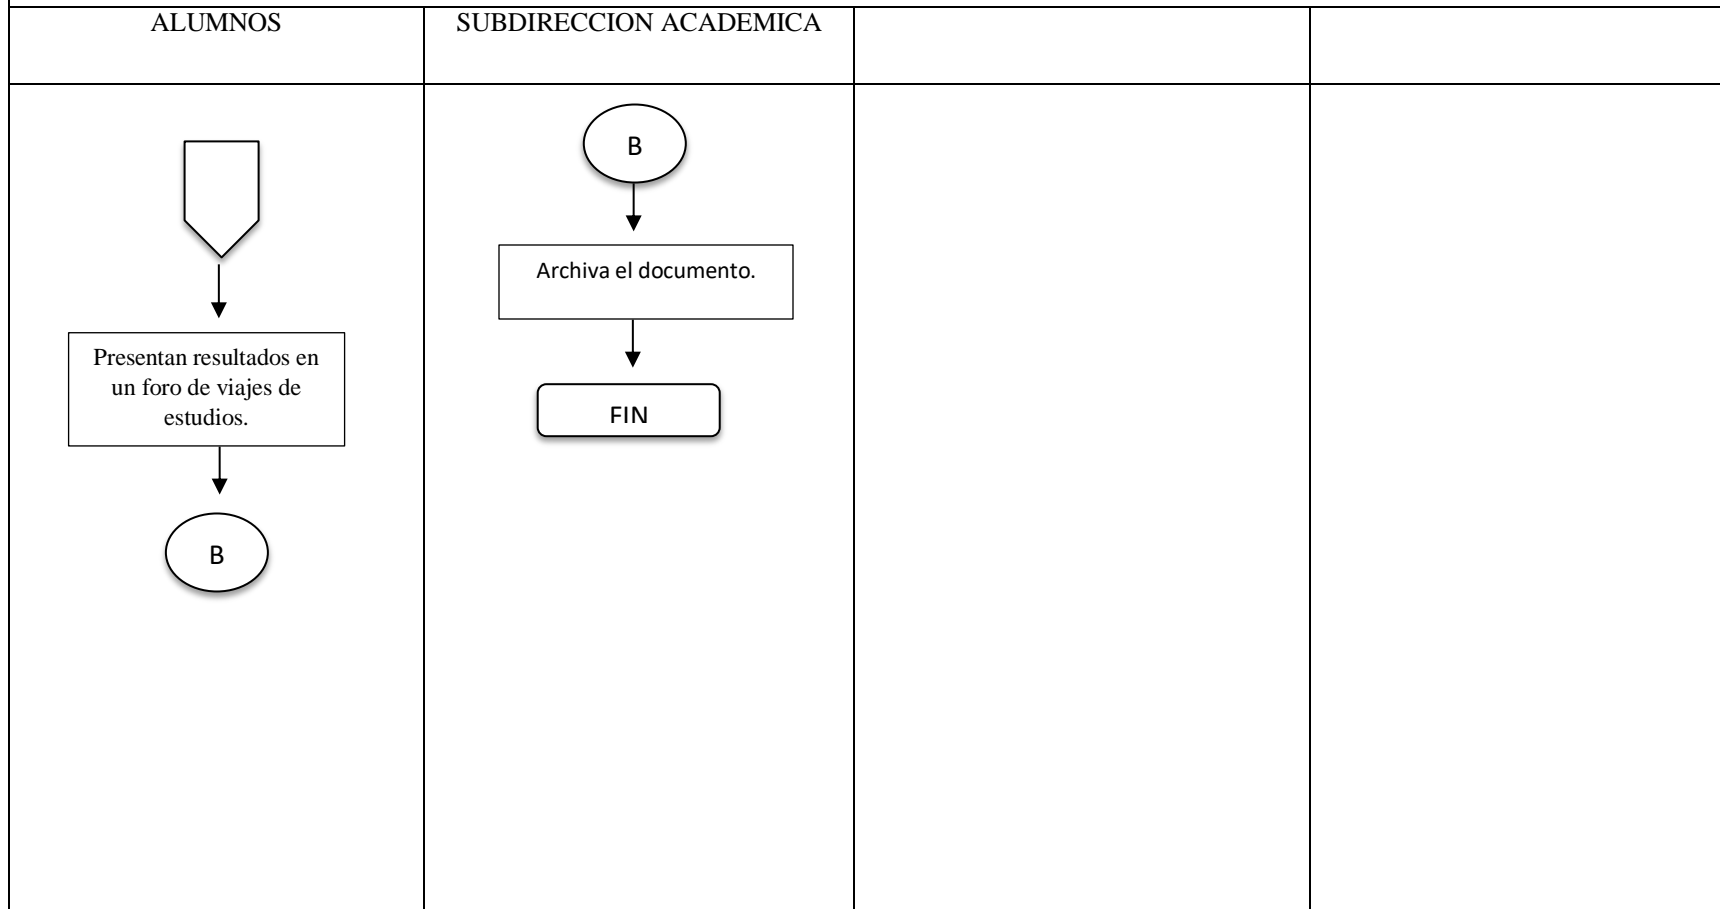 ALUMNOS
SUBDIRECCION ACADEMICA
Presentan resultados en
un foro de viajes de
estudios.
B
B
Archiva el documento.
FIN